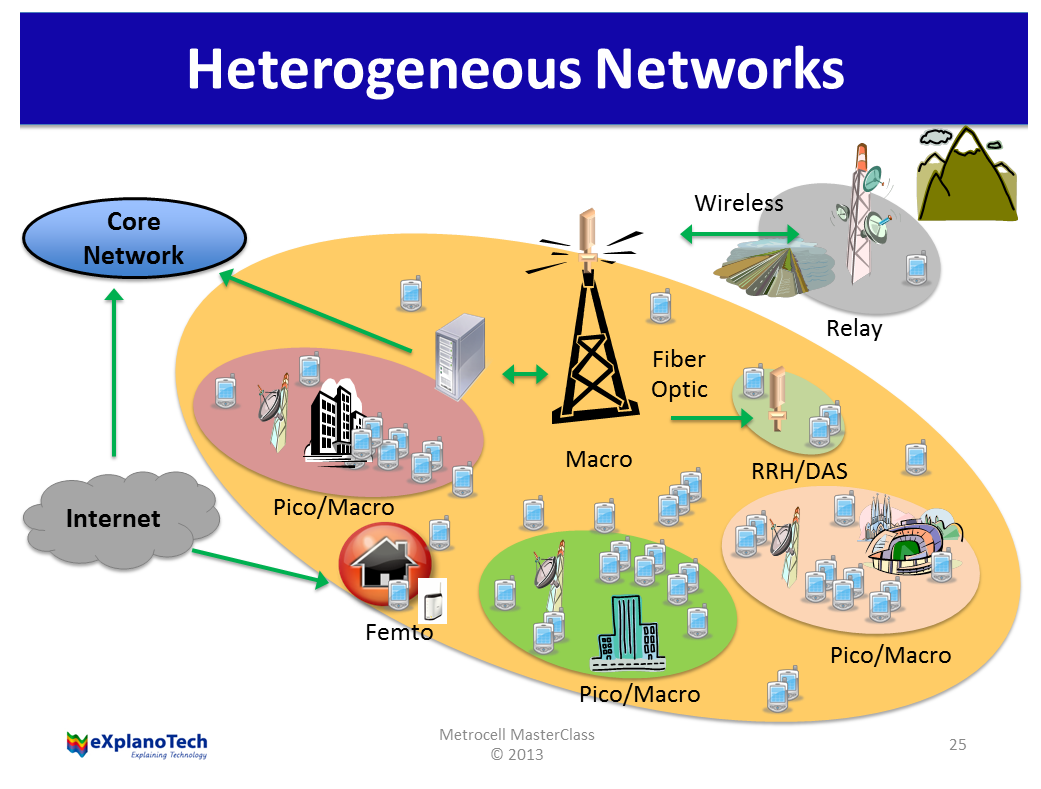 Heterogeneous Networks
Core
Network
Wireless
Relay
Fiber
Optic
Macro
RRH/DAS
Pico/Macro
Internet
Femto
Pico/Macro
Pico/Macro
eXplanoTech
Explaining Technology
Metrocell MasterClass
© 2013
25